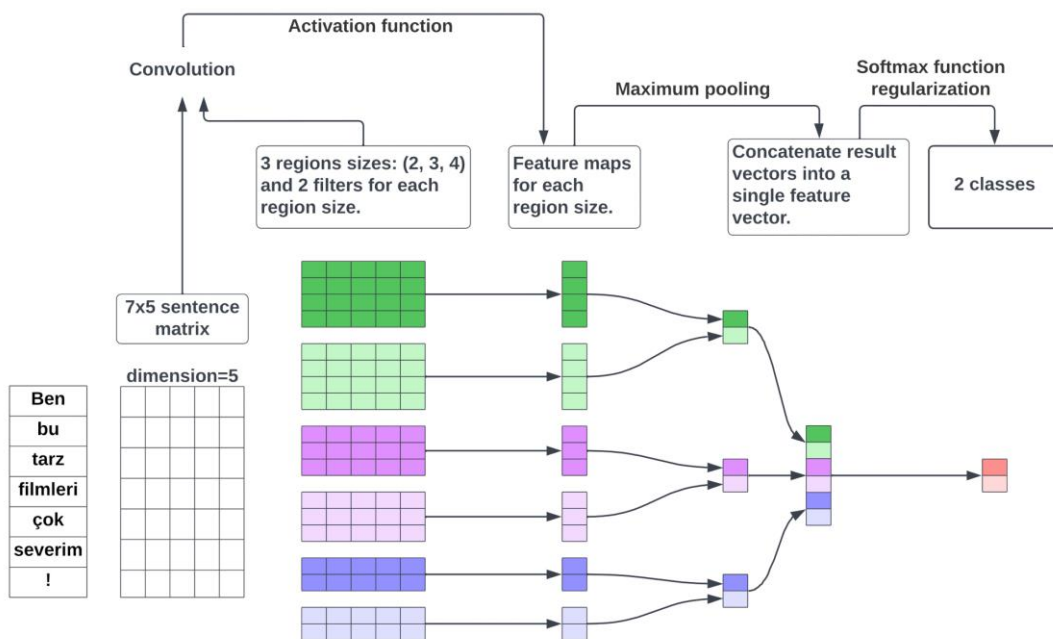 Activation function
Convolution
Maximum pooling
Softmax function
regularization
3 regions sizes: (2, 3, 4)
and 2 filters for each
region size.
Feature maps
for each
region size.
Concatenate result
vectors into a
single feature
vector.
2 classes
7x5 sentence
matrix
dimension=5
Ben
bu
tarz
filmleri
çok
severim
!